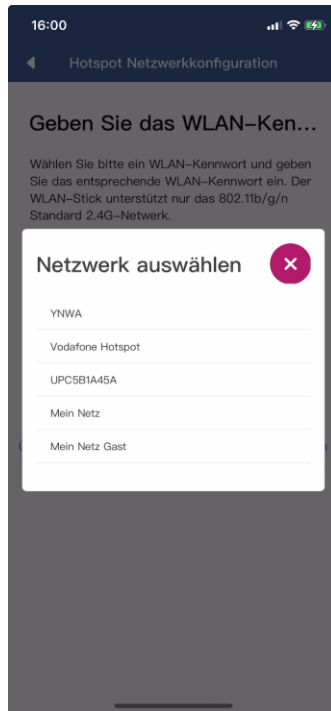 16:00
Hotspot Netzwerkkonfiguration
Geben Sie das WLAN-Ken...
Wählen Sie bitte ein WLAN-Kennwort und geben
Sie das entsprechende WLAN-Kennwort ein. Der
WLAN-Stick unterstützt nur das 802.11b/g/n
Standard 2.4G-Netwerk.
Netzwerk auswählen
YNWA
Vodafone Hotspot
UPC5B1A45A
Mein Netz
Mein Netz Gast